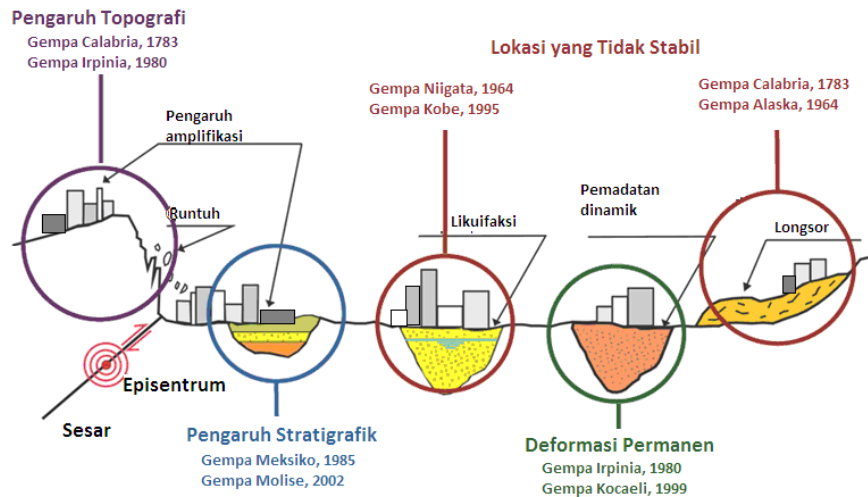 Pengaruh Topografi
Gempa Calabria, 1783
Gempa Irpinia, 1980
Lokasi yang Tidak Stabil
Gempa Niigata, 1964
Gempa Kobe, 1995
Gempa Calabria, 1783
Gempa Alaska, 1964
Pengaruh
amplifikasi
Runtuh
Likuifaksi
Pemadatan
dinamik
Longsor
Episentrum
Sesar
Pengaruh Stratigrafik
Gempa Meksiko, 1985
Gempa Molise, 2002
Deformasi Permanen
Gempa Irpinia, 1980
Gempa Kocaeli, 1999